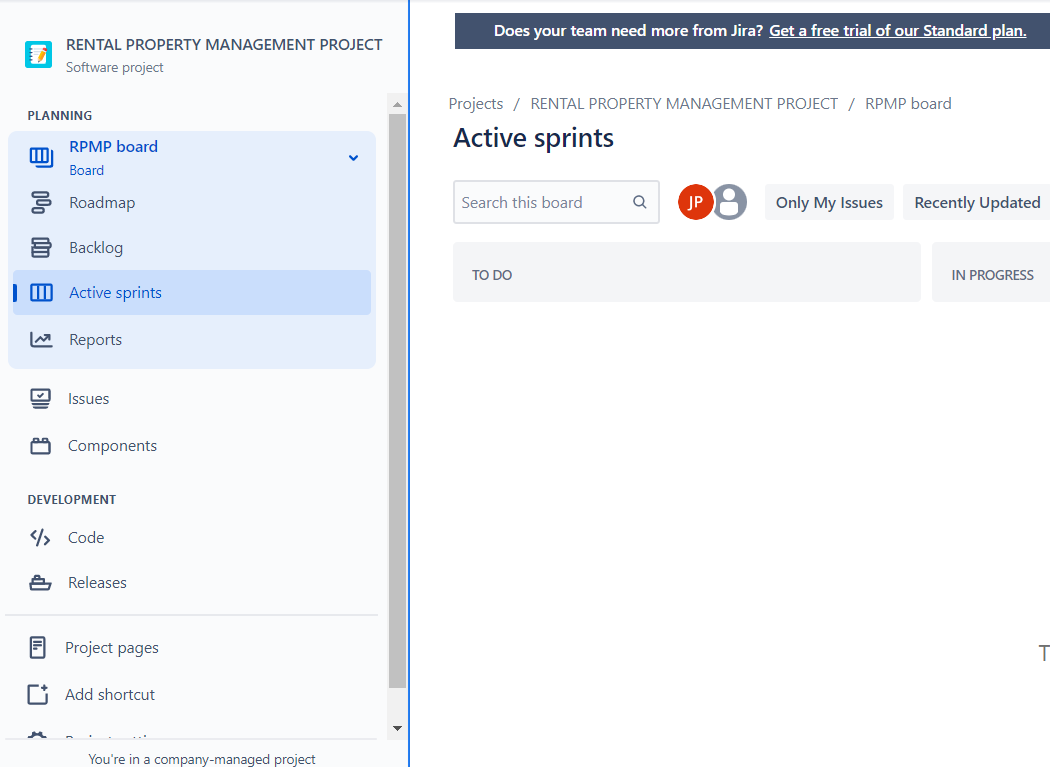 RENTAL PROPERTY MANAGEMENT PROJECT
Software project
PLANNING
RPMP board
Board
Roadmap
Backlog
Active sprints
Reports
Issues
Components
DEVELOPMENT
Code
Releases
Project pages
Add shortcut
You're in a company-managed project
Does your team need more from Jira? Get a free trial of our Standard plan.
Projects / RENTAL PROPERTY MANAGEMENT PROJECT / RPMP board
Active sprints
Search this board
JP
Only My Issues
Recently Updated
TO DO
IN PROGRESS
T